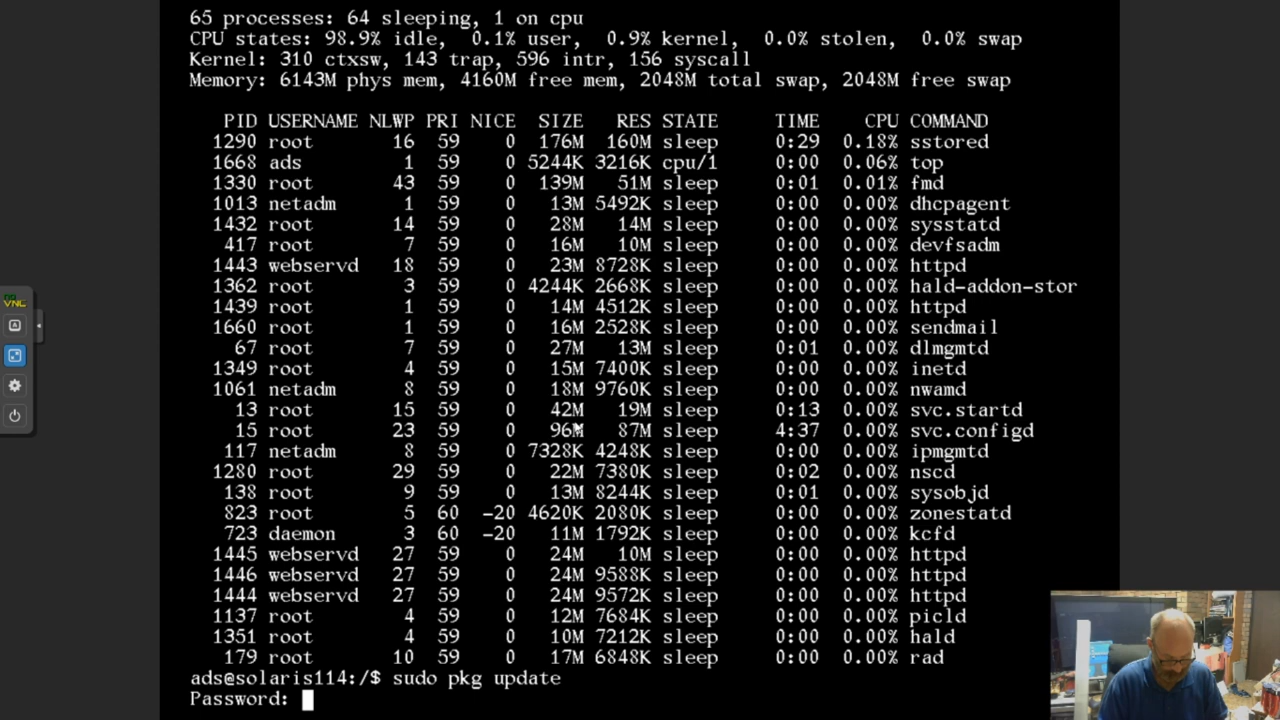 65 processes: 64 sleeping, 1 on cpu
CPU states: 98.9% idle, 0.1% user, 0.9% kernel, 0.0% stolen, 0.0% swap
Kernel: 310 ctxsw, 143 trap, 596 intr, 156 syscall
Memory: 6143M phys mem, 4160M free mem, 2048M total swap, 2048M free swap
PID USERNAME NLWP PRI NICE SIZE RES STATE TIME CPU COMMAND
1290 root 16 59 0 176M 160M sleep 0:29 0.18% sstored
1668 ads 1 59 0 5244K 3216K cpu/1 0:00 0.06% top
1330 root 43 59 0 139M 51M sleep 0:01 0.01% fmd
1013 netadm 1 59 0 13M 5492K sleep 0:00 0.00% dhcpagent
1432 root 14 59 0 28M 14M sleep 0:00 0.00% sysstatd
417 root 7 59 0 16M 10M sleep 0:00 0.00% devfsadm
1443 webservd 18 59 0 23M 8728K sleep 0:00 0.00% httpd
1362 root 3 59 0 4244K 2668K sleep 0:00 0.00% hald-addon-stor
1439 root 1 59 0 14M 4512K sleep 0:00 0.00% httpd
1660 root 1 59 0 16M 2528K sleep 0:00 0.00% sendmail
67 root 7 59 0 27M 13M sleep 0:01 0.00% dlmgmtd
1349 root 4 59 0 15M 7400K sleep 0:00 0.00% inetd
1061 netadm 8 59 0 18M 9760K sleep 0:00 0.00% nwamd
13 root 15 59 0 42M 19M sleep 0:13 0.00% svc.startd
15 root 23 59 0 96M 87M sleep 4:37 0.00% svc.configd
117 netadm 8 59 0 7328K 4248K sleep 0:00 0.00% ipmgmtd
1280 root 29 59 0 22M 7380K sleep 0:02 0.00% nscd
138 root 9 59 0 13M 8244K sleep 0:01 0.00% sysobjd
823 root 5 60 -20 4620K 2080K sleep 0:00 0.00% zonestatd
723 daemon 3 60 -20 11M 1792K sleep 0:00 0.00% kcfd
1445 webservd 27 59 0 24M 10M sleep 0:00 0.00% httpd
1446 webservd 27 59 0 24M 9588K sleep 0:00 0.00% httpd
1444 webservd 27 59 0 24M 9572K sleep 0:00 0.00% httpd
1137 root 4 59 0 12M 7684K sleep 0:00 0.00% picld
1351 root 4 59 0 10M 7212K sleep 0:00 0.00% hald
179 root 10 59 0 17M 6848K sleep 0:00 0.00% rad
ads@solaris114:/$ sudo pkg update
Password:
VNC
A